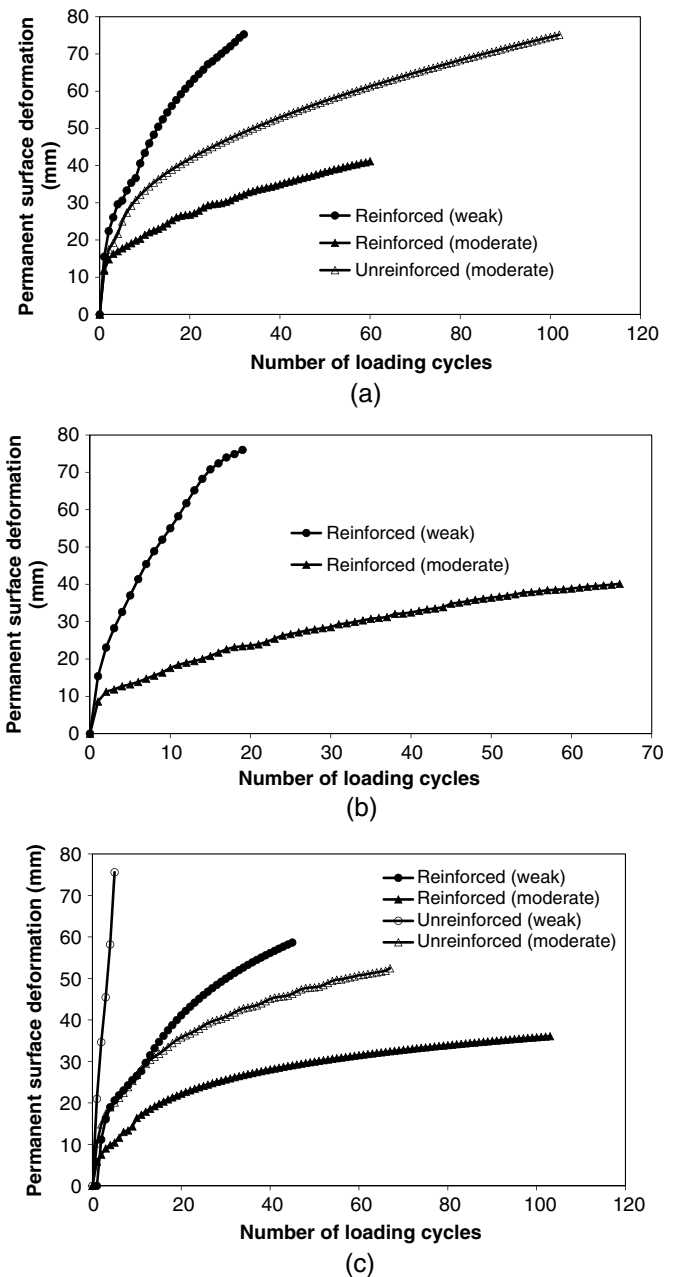 80
70
60
50
40
30
20
10
0
Permanent surface deformation
(mm)
Reinforced (weak)
Reinforced (moderate)
Unreinforced (moderate)
0 20 40 60 80 100 120
Number of loading cycles
(a)
80
70
60
50
40
30
20
10
0
Permanent surface deformation
(mm)
Reinforced (weak)
Reinforced (moderate)
0 10 20 30 40 50 60 70
Number of loading cycles
(b)
80
70
60
50
40
30
20
10
0
Permanent surface deformation (mm)
Reinforced (weak)
Reinforced (moderate)
Unreinforced (weak)
Unreinforced (moderate)
0 20 40 60 80 100 120
Number of loading cycles
(c)